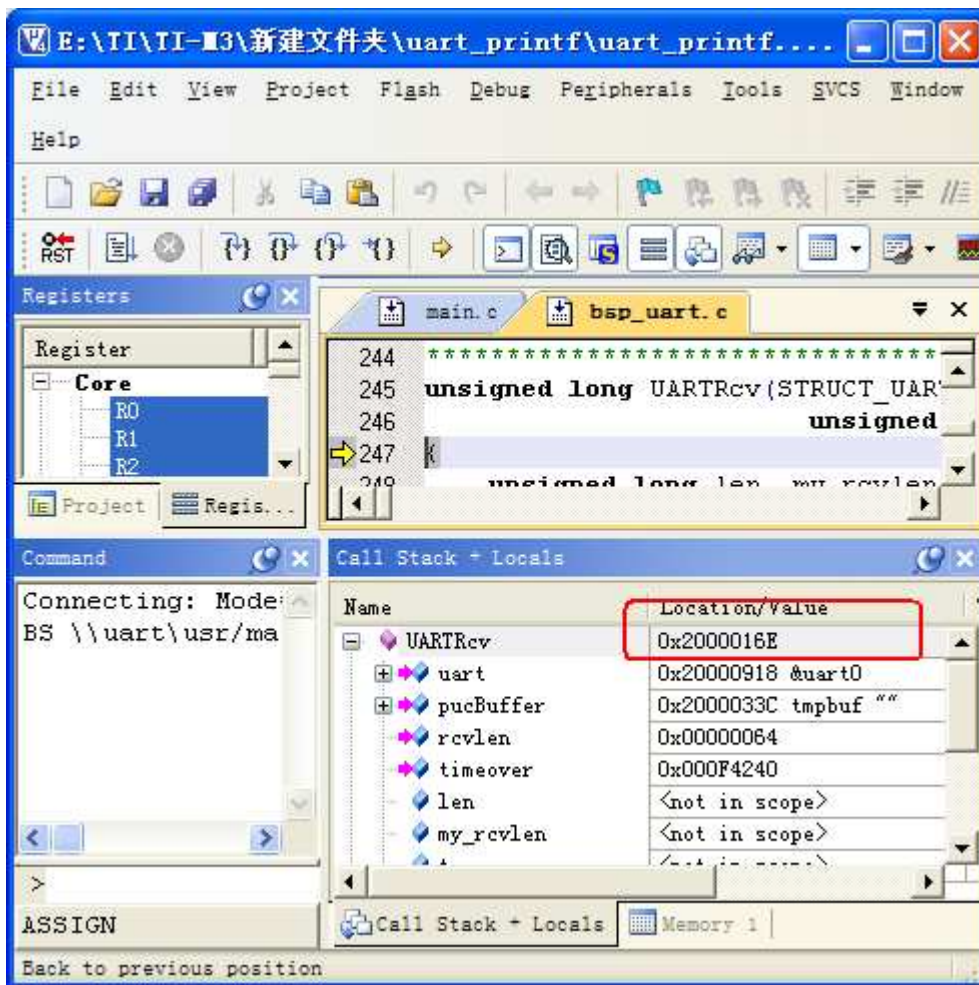 E:\TI\TI-M3\新建文件夹\uart_printf\uart_printf....
File Edit View Project Flash Debug Peripherals Tools SVCS Window
Help
RST
Registers
Register
Core
R0
R1
R2
Project Regis...
main.c bsp_uart.c
244 *********************************
245 unsigned long UARTRcv(STRUCT_UAR
246 unsigned
247 {
unsigned long len, my_rcvlen
Command
Connecting: Mode
BS \\uart\usr/ma
>
ASSIGN
Call Stack + Locals
Name Location/Value
UARTRcv 0x2000016E
uart 0x20000918 &uart0
pucBuffer 0x2000033C tmpbuf ""
rcvlen 0x00000064
timeover 0x000F4240
len <not in scope>
my_rcvlen <not in scope>
Call Stack + Locals Memory 1
Back to previous position